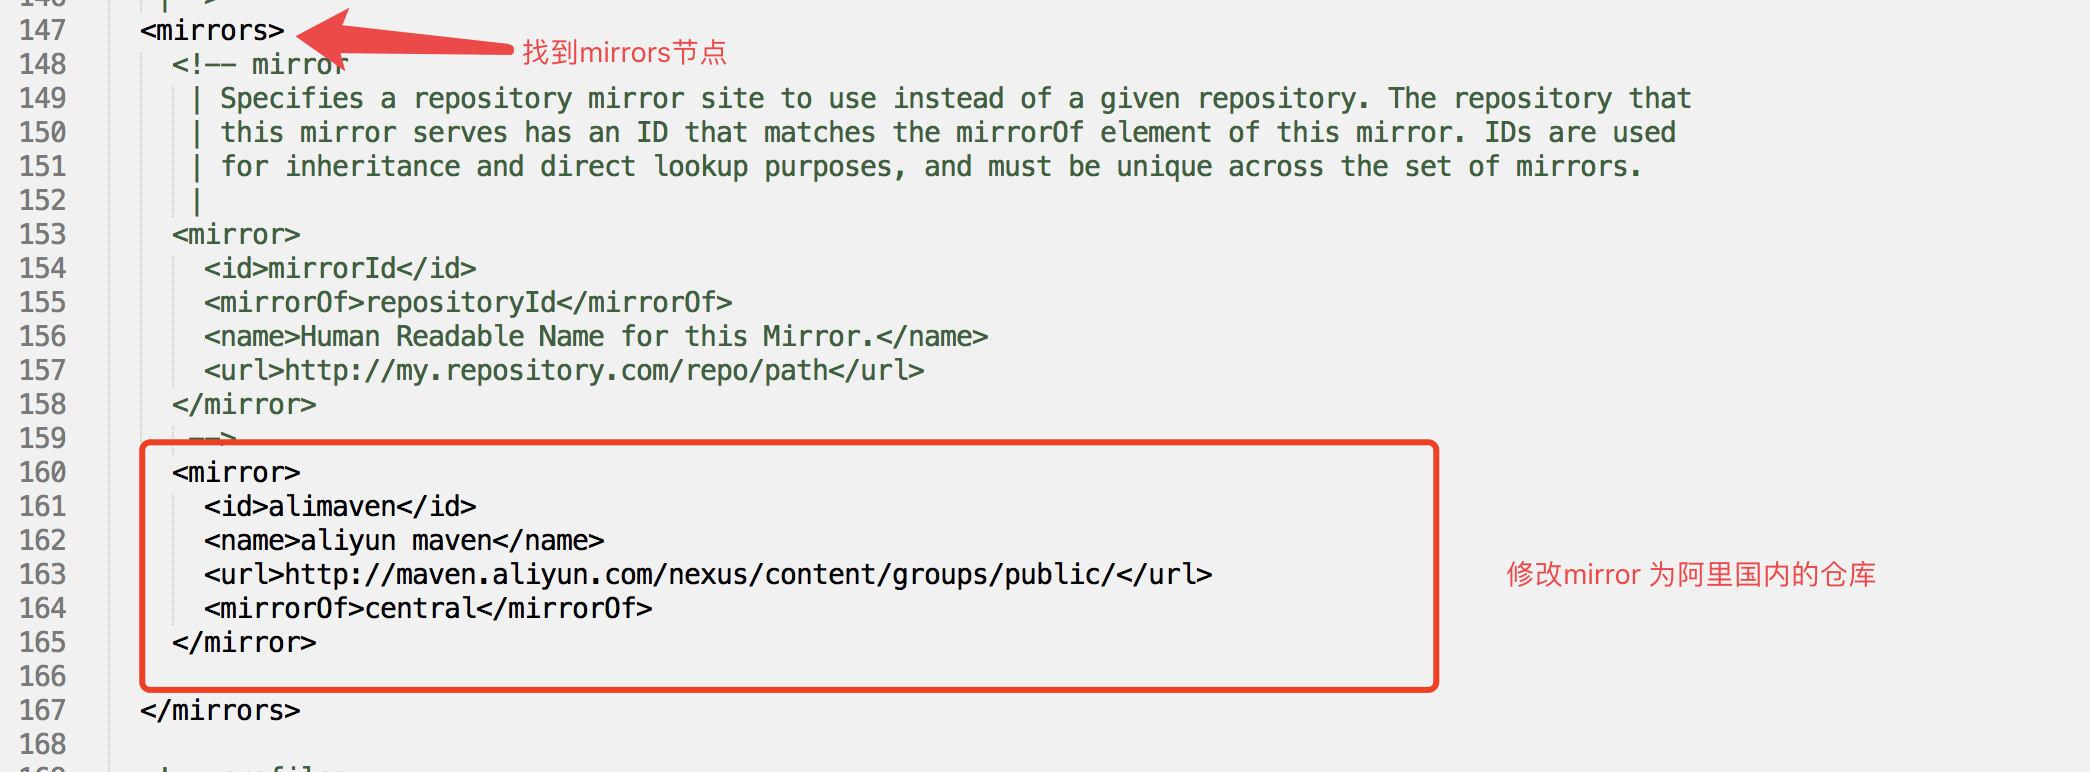 147 <mirrors>
找到mirrors节点
148 <!-- mirror
149 | Specifies a repository mirror site to use instead of a given repository. The repository that
150 | this mirror serves has an ID that matches the mirrorOf element of this mirror. IDs are used
151 | for inheritance and direct lookup purposes, and must be unique across the set of mirrors.
152 |
153 <mirror>
154 <id>mirrorId</id>
155 <mirrorOf>repositoryId</mirrorOf>
156 <name>Human Readable Name for this Mirror.</name>
157 <url>http://my.repository.com/repo/path</url>
158 </mirror>
159 -->
160 <mirror>
161 <id>alimaven</id>
162 <name>aliyun maven</name>
163 <url>http://maven.aliyun.com/nexus/content/groups/public/</url>
修改mirror 为阿里国内的仓库
164 <mirrorOf>central</mirrorOf>
165 </mirror>
166
167 </mirrors>
168